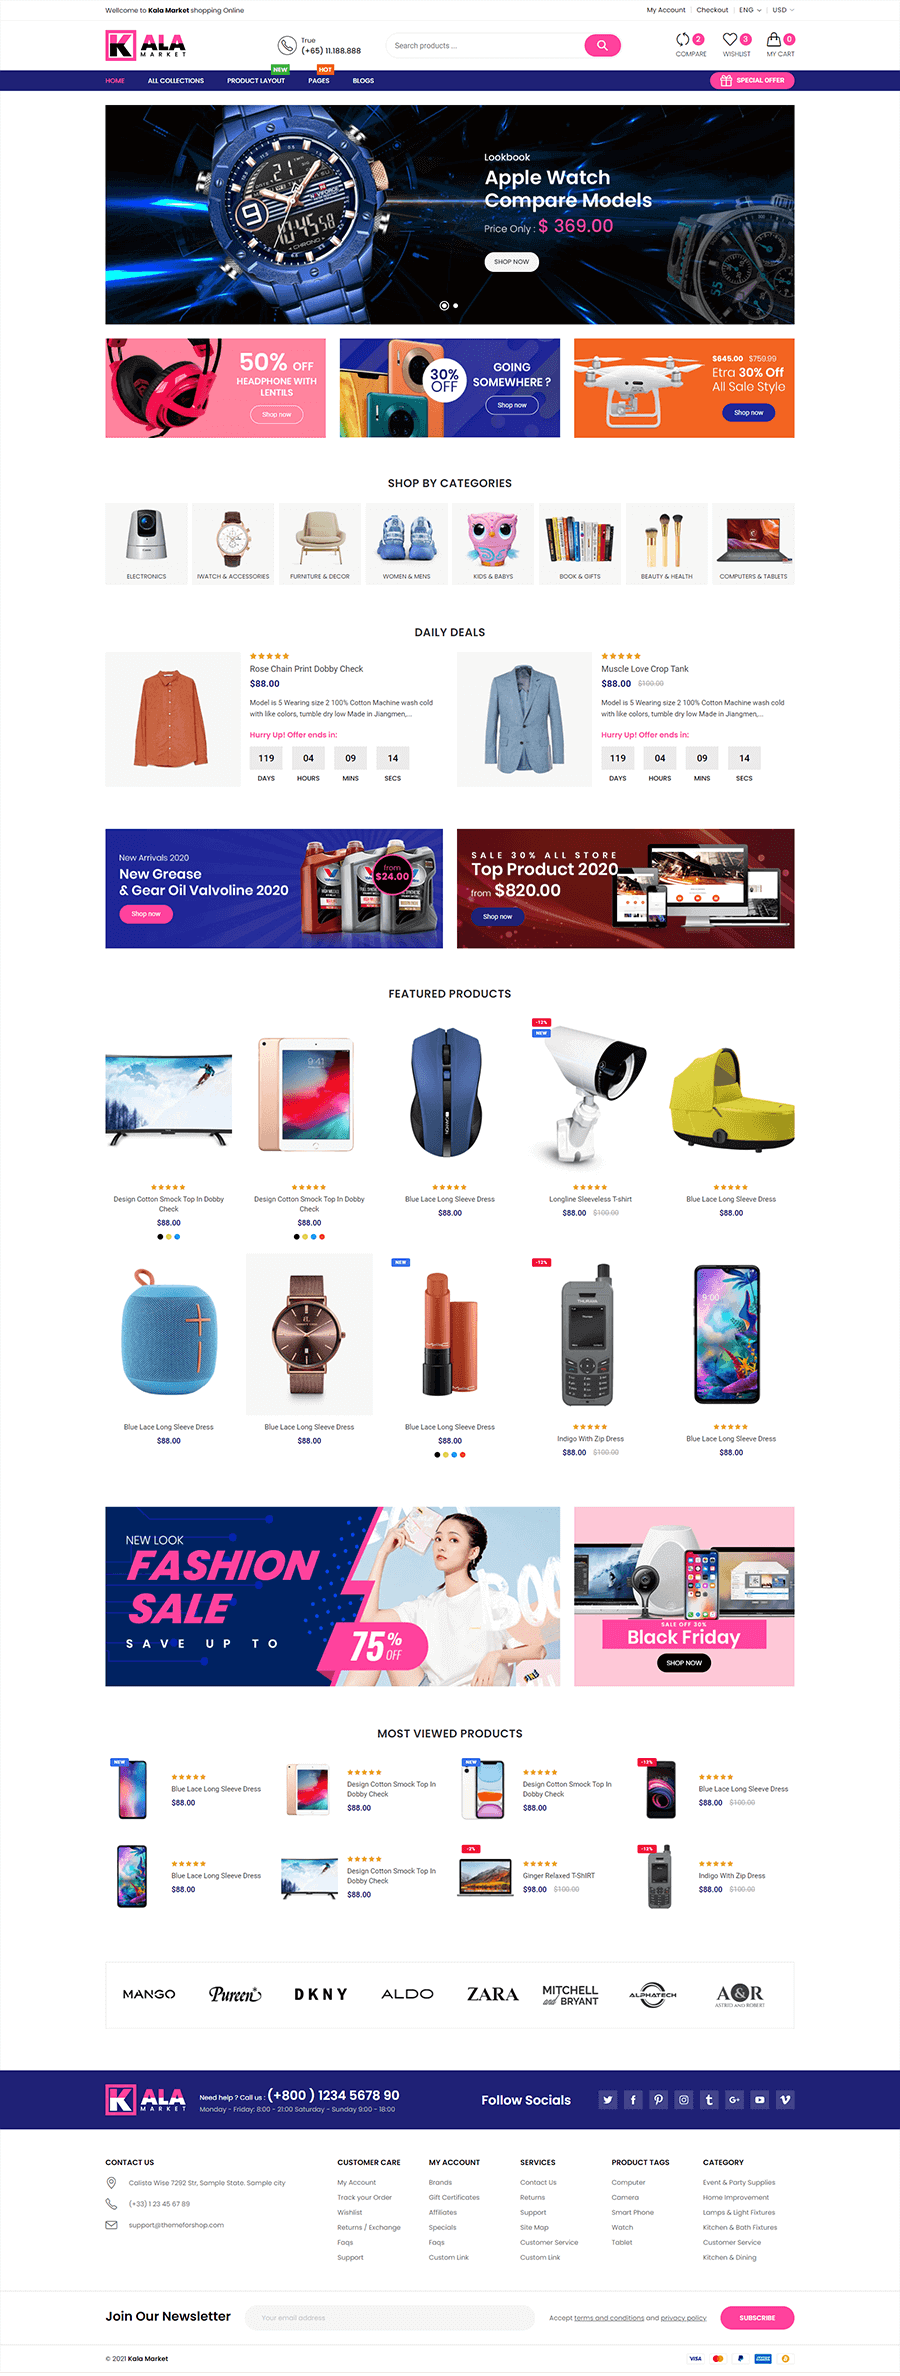 Wellcome to Kala Market shopping Online
My Account
Checkout
ENG
USD
KALA
MARKET
True
(+65) 11.188.888
Search products ...
2
COMPARE
3
WISHLIST
0
MY CART
HOME
ALL COLLECTIONS
NEW
PRODUCT LAYOUT
HOT
PAGES
BLOGS
SPECIAL OFFER
Lookbook
Apple Watch
Compare Models
Price Only : $ 369.00
SHOP NOW
50% OFF
HEADPHONE WITH
LENTILS
Shop now
30%
OFF
GOING
SOMEWHERE ?
Shop now
$645.00 $759.99
Etra 30% Off
All Sale Style
Shop now
SHOP BY CATEGORIES
ELECTRONICS
IWATCH & ACCESSORIES
FURNITURE & DECOR
WOMEN & MENS
KIDS & BABYS
BOOK & GIFTS
BEAUTY & HEALTH
COMPUTERS & TABLETS
DAILY DEALS
Rose Chain Print Dobby Check
$88.00
Model is 5 Wearing size 2 100% Cotton Machine wash cold
with like colors, tumble dry low Made in Jiangmen,...
Hurry Up! Offer ends in:
119 04 09 14
DAYS HOURS MINS SECS
Muscle Love Crop Tank
$88.00 $100.00
Model is 5 Wearing size 2 100% Cotton Machine wash cold
with like colors, tumble dry low Made in Jiangmen,...
Hurry Up! Offer ends in:
119 04 09 14
DAYS HOURS MINS SECS
New Arrivals 2020
New Grease
& Gear Oil Valvoline 2020
Shop now
from
$24.00
SALE 30% ALL STORE
Top Product 2020
from $820.00
Shop now
FEATURED PRODUCTS
-12%
NEW
Design Cotton Smock Top In Dobby
Check
$88.00
Design Cotton Smock Top In Dobby
Check
$88.00
Blue Lace Long Sleeve Dress
$88.00
Longline Sleeveless T-shirt
$88.00 $100.00
Blue Lace Long Sleeve Dress
$88.00
NEW
-12%
Blue Lace Long Sleeve Dress
$88.00
Blue Lace Long Sleeve Dress
$88.00
Blue Lace Long Sleeve Dress
$88.00
Indigo With Zip Dress
$88.00 $100.00
Blue Lace Long Sleeve Dress
$88.00
NEW LOOK
FASHION
SALE
SAVE UP TO
75%
OFF
SALE OFF 30%
Black Friday
SHOP NOW
MOST VIEWED PRODUCTS
NEW
Blue Lace Long Sleeve Dress
$88.00
Design Cotton Smock Top In
Dobby Check
$88.00
NEW
Design Cotton Smock Top In
Dobby Check
$88.00
-12%
Blue Lace Long Sleeve Dress
$88.00 $100.00
Blue Lace Long Sleeve Dress
$88.00
Design Cotton Smock Top In
Dobby Check
$88.00
-2%
Ginger Relaxed T-ShIRT
$98.00 $100.00
-12%
Indigo With Zip Dress
$88.00 $100.00
MANGO
Pureen
DKNY
ALDO
ZARA
MITCHELL
and BRYANT
ALPHATECH
A&R
ASTRID AND ROBERT
KALA
MARKET
Need help ? Call us : (+800 ) 1234 5678 90
Monday - Friday: 8:00 - 21:00 Saturday - Sunday 9:00 - 18:00
Follow Socials
CONTACT US
Calista Wise 7292 Str, Sample State. Sample city
(+33) 1 23 45 67 89
support@themeforshop.com
CUSTOMER CARE
My Account
Track your Order
Wishlist
Returns / Exchange
Faqs
Support
MY ACCOUNT
Brands
Gift Certificates
Affiliates
Specials
Faqs
Custom Link
SERVICES
Contact Us
Returns
Support
Site Map
Customer Service
Custom Link
PRODUCT TAGS
Computer
Camera
Smart Phone
Watch
Tablet
CATEGORY
Event & Party Supplies
Home Improvement
Lamps & Light Fixtures
Kitchen & Bath Fixtures
Customer Service
Kitchen & Dining
Join Our Newsletter
Your email address
Accept terms and conditions and privacy policy
SUBSCRIBE
© 2021 Kala Market
VISA